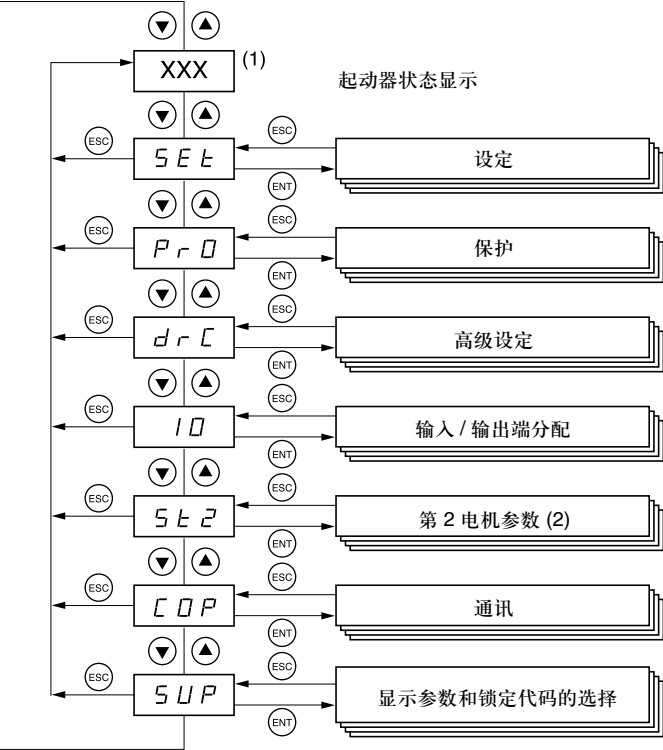 XXX (1)
起动器状态显示
ESC
ESC
SEt
设定
ENT
ESC
ESC
PrO
保护
ENT
ESC
ESC
drC
高级设定
ENT
ESC
ESC
IO
输入 / 输出端分配
ENT
ESC
ESC
St2
第 2 电机参数 (2)
ENT
ESC
ESC
COP
通讯
ENT
ESC
ESC
SUP
显示参数和锁定代码的选择
ENT